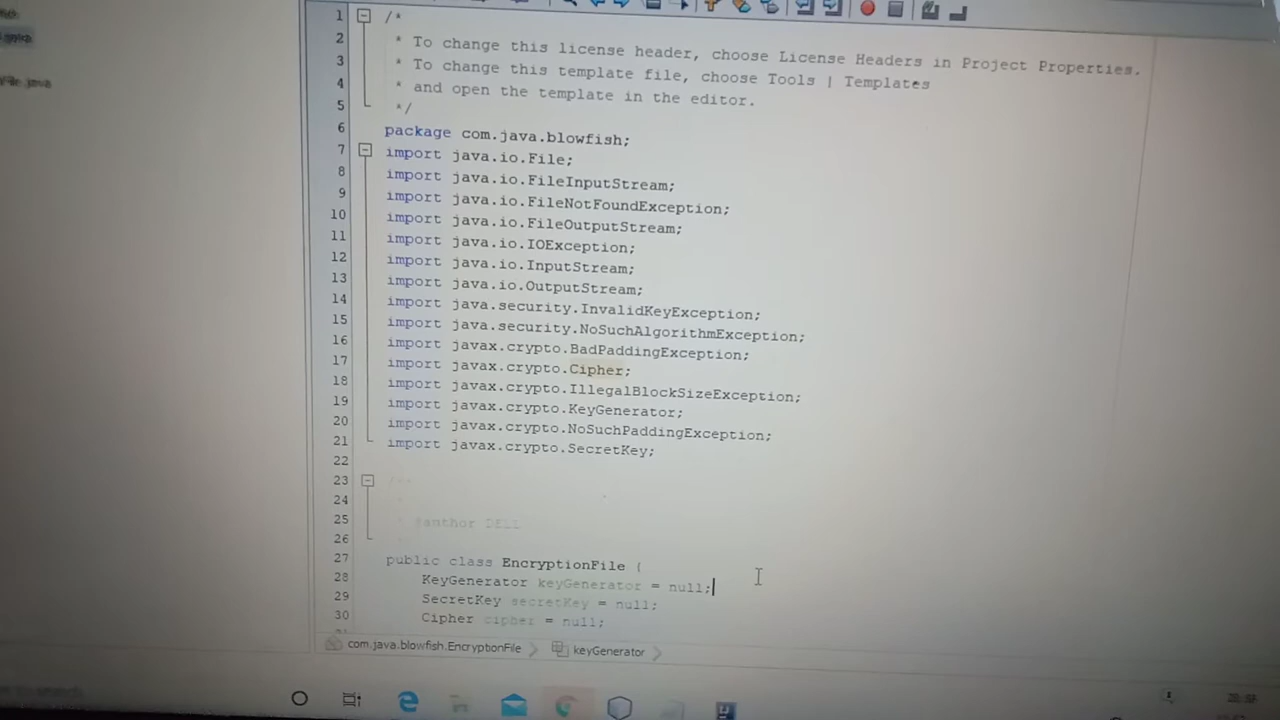 1 /*
2 * To change this license header, choose License Headers in Project Properties.
3 * To change this template file, choose Tools | Templates
4 * and open the template in the editor.
5 */
6 package com.java.blowfish;
7 import java.io.File;
8 import java.io.FileInputStream;
9 import java.io.FileNotFoundException;
10 import java.io.FileOutputStream;
11 import java.io.IOException;
12 import java.io.InputStream;
13 import java.io.OutputStream;
14 import java.security.InvalidKeyException;
15 import java.security.NoSuchAlgorithmException;
16 import javax.crypto.BadPaddingException;
17 import javax.crypto.Cipher;
18 import javax.crypto.IllegalBlockSizeException;
19 import javax.crypto.KeyGenerator;
20 import javax.crypto.NoSuchPaddingException;
21 import javax.crypto.SecretKey;
22
23 /**
24
25 * @author DELL
26
27 public class EncryptionFile {
28 KeyGenerator keyGenerator = null;
29 SecretKey secretKey = null;
30 Cipher cipher = null;
com.java.blowfish.EncryptionFile keyGenerator